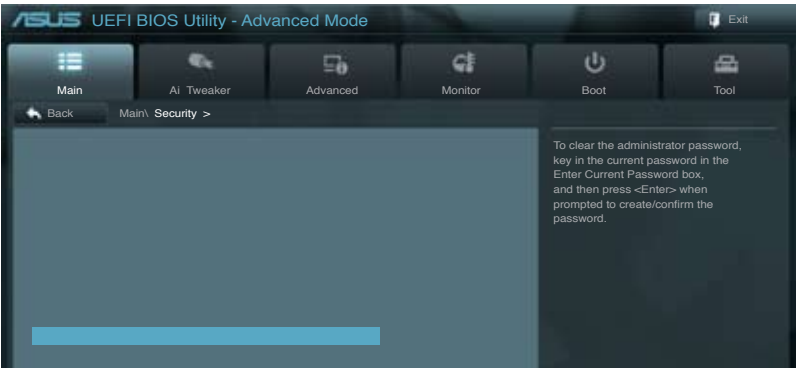 ASUS UEFI BIOS Utility - Advanced Mode
Exit
Main
Ai Tweaker
Advanced
Monitor
Boot
Tool
Back
Main\ Security >
To clear the administrator password,
key in the current password in the
Enter Current Password box,
and then press <Enter> when
prompted to create/confirm the
password.